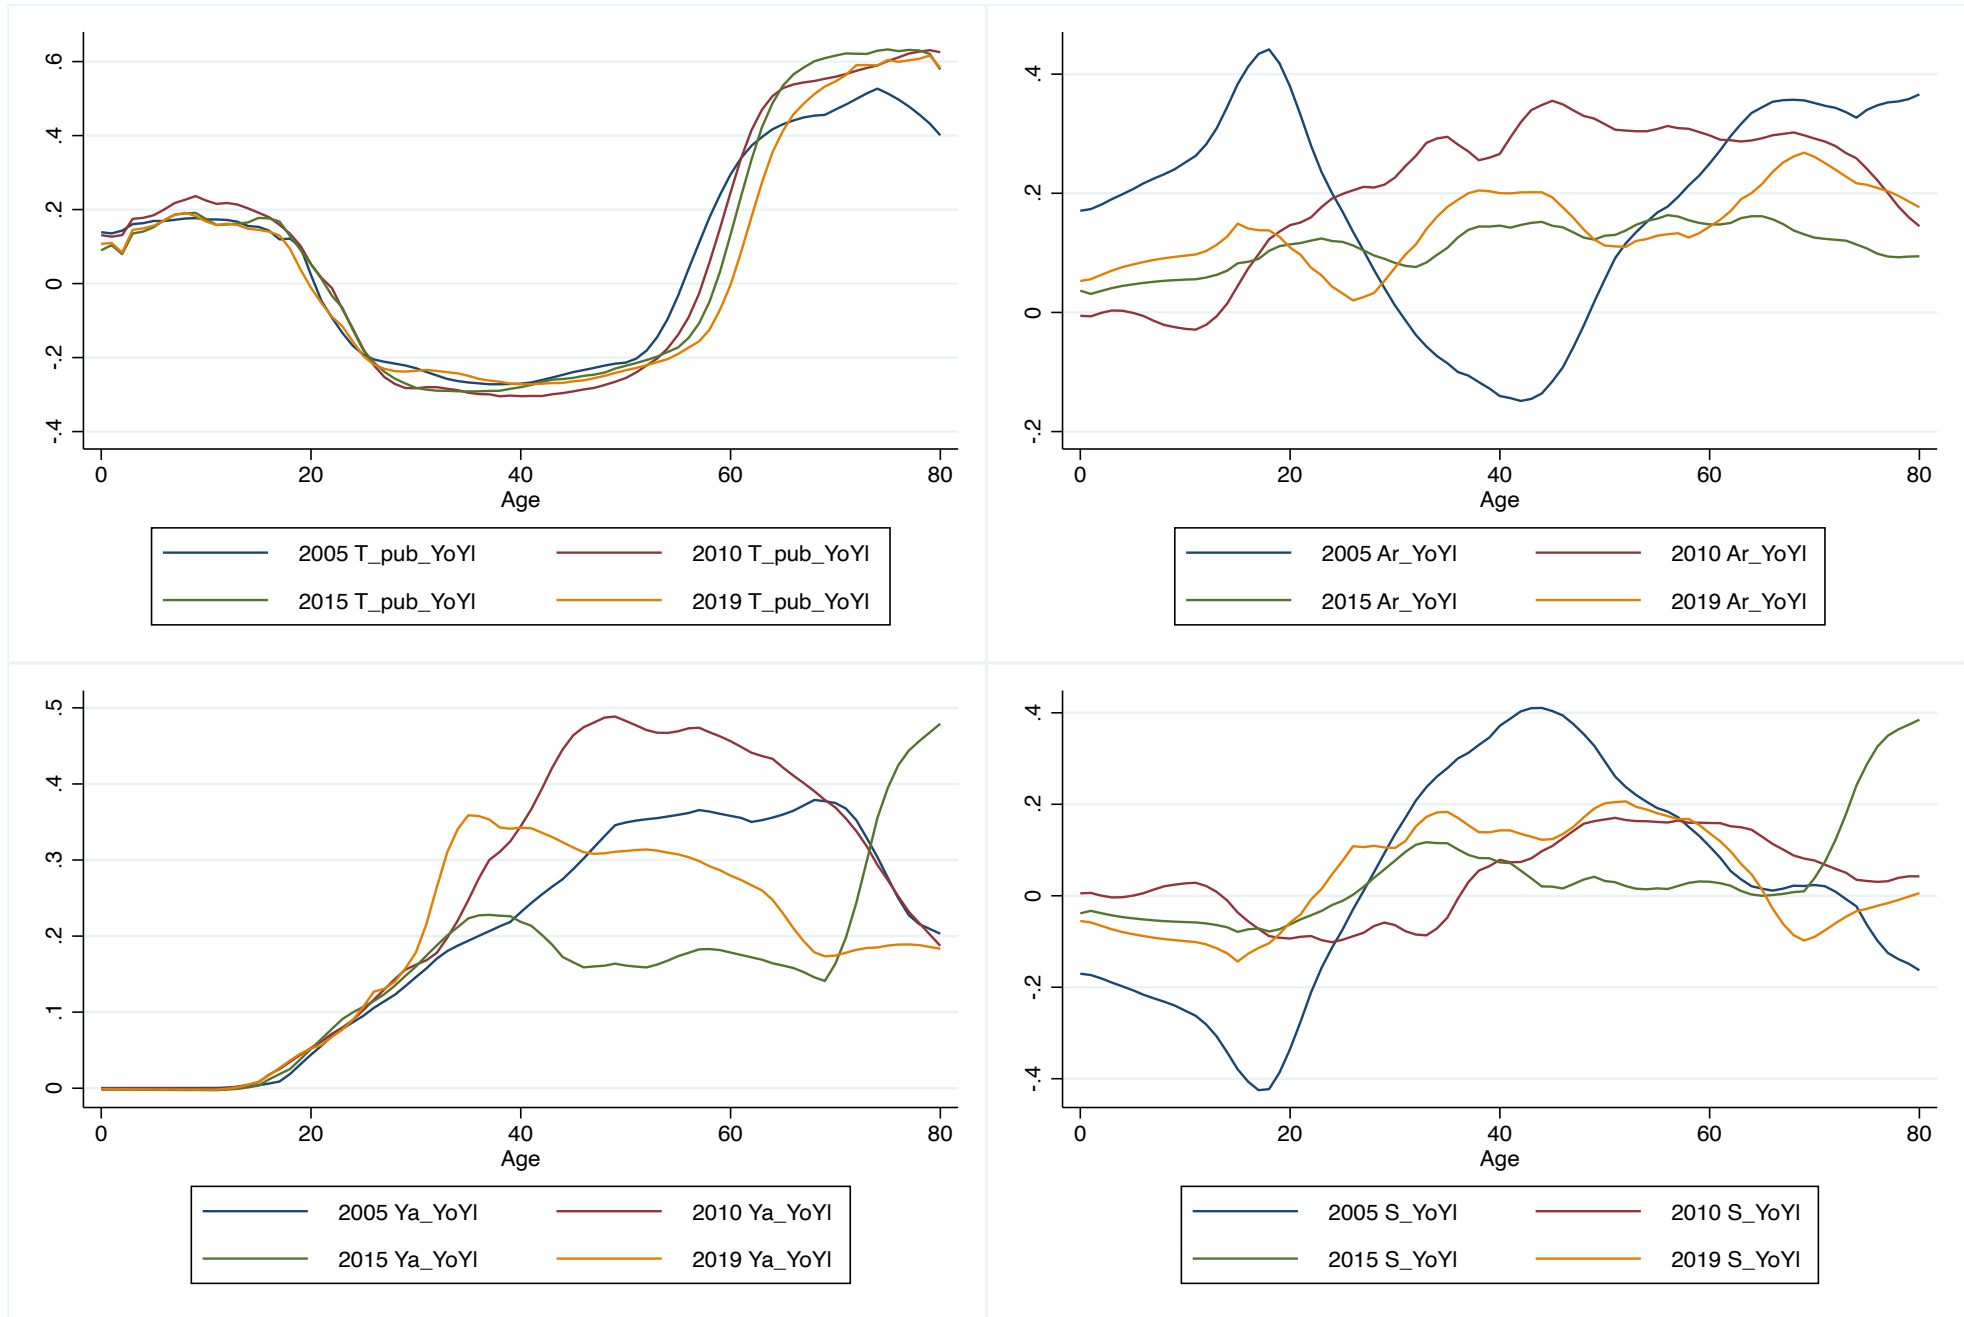 .6
.4
.2
0
-.2
-.4
0 20 40 60 80
Age
2005 T_pub_YoYl 2010 T_pub_YoYl
2015 T_pub_YoYl 2019 T_pub_YoYl
.4
.2
0
-.2
0 20 40 60 80
Age
2005 Ar_YoYl 2010 Ar_YoYl
2015 Ar_YoYl 2019 Ar_YoYl
.5
.4
.3
.2
.1
0
0 20 40 60 80
Age
2005 Ya_YoYl 2010 Ya_YoYl
2015 Ya_YoYl 2019 Ya_YoYl
.4
.2
0
-.2
-.4
0 20 40 60 80
Age
2005 S_YoYl 2010 S_YoYl
2015 S_YoYl 2019 S_YoYl